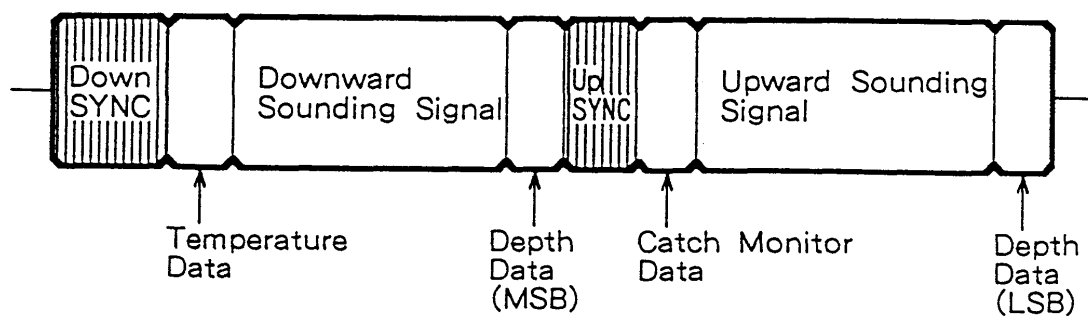 Down
SYNC
Downward
Sounding Signal
Up
SYNC
Upward Sounding
Signal
Temperature
Data
Depth
Data
(MSB)
Catch Monitor
Data
Depth
Data
(LSB)